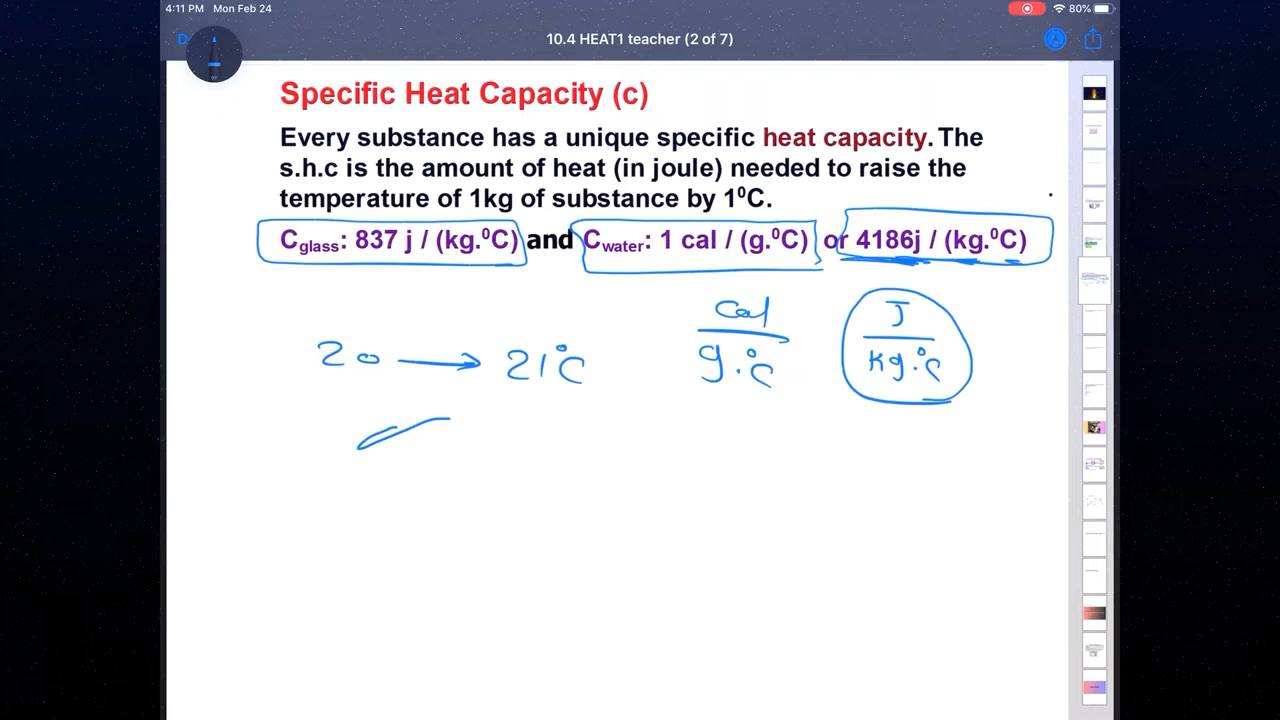 4:11 PM Mon Feb 24
80%
10.4 HEAT1 teacher (2 of 7)
Specific Heat Capacity (c)
Every substance has a unique specific heat capacity. The
s.h.c is the amount of heat (in joule) needed to raise the
temperature of 1kg of substance by 1⁰C.
Cglass: 837 j / (kg.⁰C) and Cwater: 1 cal / (g.⁰C) or 4186j / (kg.⁰C)
Cal
J
20 → 21°C
g.°C
kg.°C